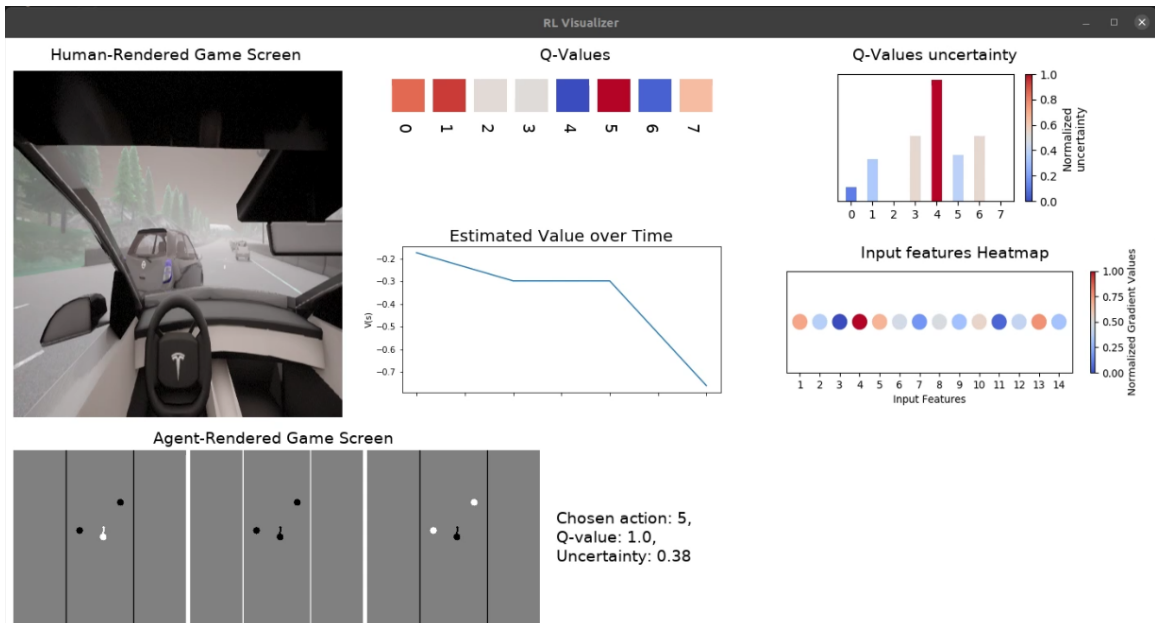 RL Visualizer
Human-Rendered Game Screen
Q-Values
0 1 2 3 4 5 6 7
Q-Values uncertainty
1.0
0.8
0.6
0.4
0.2
0.0
Normalized
uncertainty
0 1 2 3 4 5 6 7
Estimated Value over Time
V(s)
−0.2
−0.3
−0.4
−0.5
−0.6
−0.7
Input features Heatmap
1.00
0.75
0.50
0.25
0.00
Normalized Gradient Values
1 2 3 4 5 6 7 8 9 10 11 12 13 14
Input Features
Agent-Rendered Game Screen
Chosen action: 5,
Q-value: 1.0,
Uncertainty: 0.38